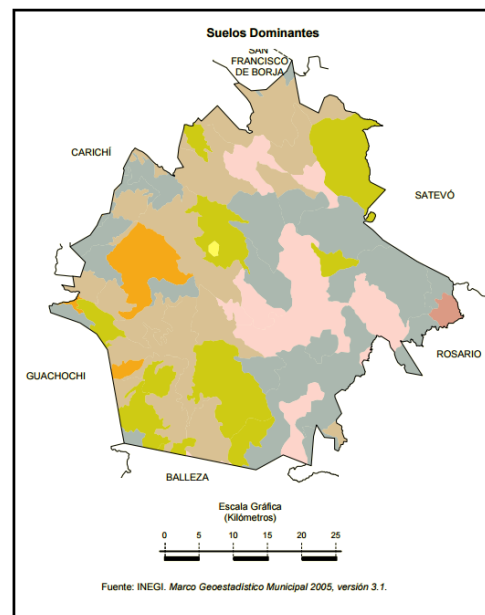 Suelos Dominantes
SAN
FRANCISCO
DE BORJA
CARICHÍ
SATEVÓ
ROSARIO
GUACHOCHI
BALLEZA
Escala Gráfica
(Kilómetros)
0 5 10 15 20 25
Fuente: INEGI. Marco Geoestadístico Municipal 2005, versión 3.1.